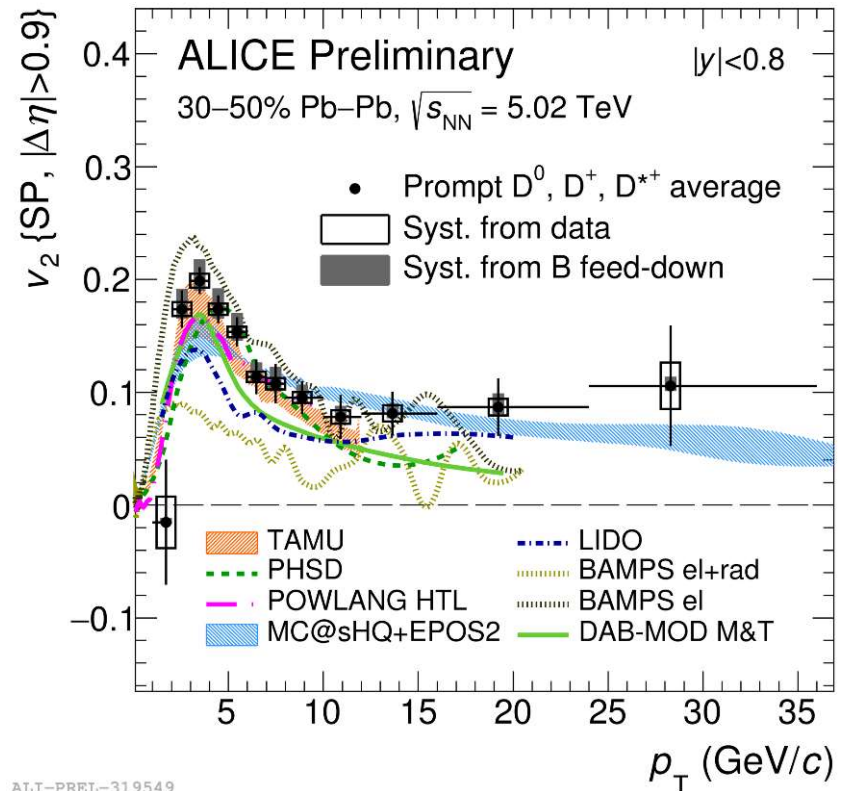 ALICE Preliminary
|y|<0.8
30–50% Pb–Pb, √sNN = 5.02 TeV
Prompt D⁰, D⁺, D*⁺ average
Syst. from data
Syst. from B feed-down
v₂ {SP, |Δη|>0.9}
0.4
0.3
0.2
0.1
0
−0.1
TAMU
PHSD
POWLANG HTL
MC@sHQ+EPOS2
LIDO
BAMPS el+rad
BAMPS el
DAB-MOD M&T
5 10 15 20 25 30 35
pT (GeV/c)
ALI-PREL-319549